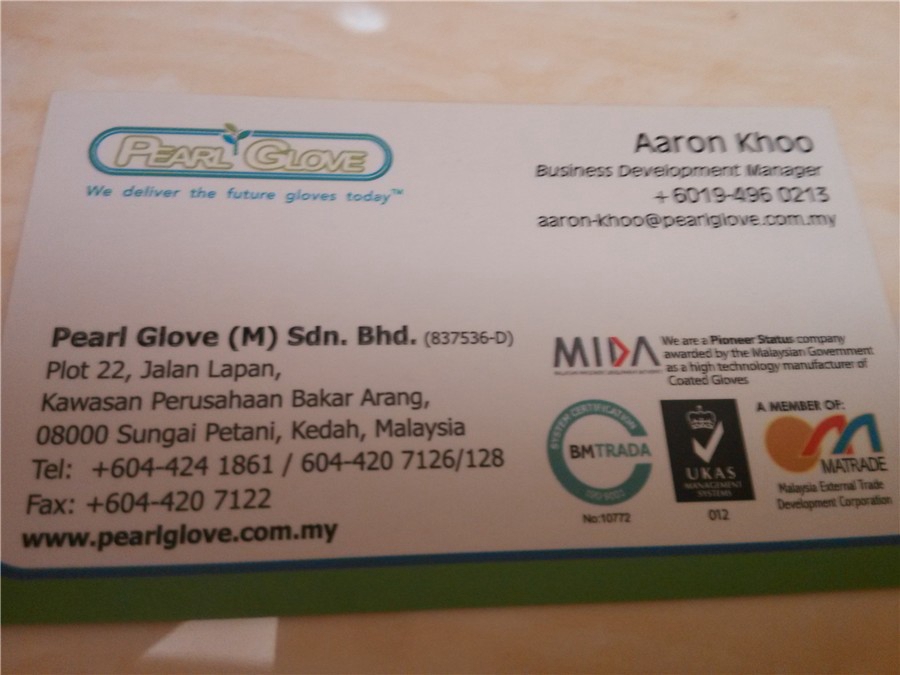 PEARL GLOVE
We deliver the future gloves today™
Aaron Khoo
Business Development Manager
+6019-496 0213
aaron-khoo@pearlglove.com.my
Pearl Glove (M) Sdn. Bhd. (837536-D)
Plot 22, Jalan Lapan,
Kawasan Perusahaan Bakar Arang,
08000 Sungai Petani, Kedah, Malaysia
Tel: +604-424 1861 / 604-420 7126/128
Fax: +604-420 7122
www.pearlglove.com.my
MIDA
We are a Pioneer Status company
awarded by the Malaysian Government
as a high technology manufacturer of
Coated Gloves
SYSTEM CERTIFICATION
BMTRADA
ISO 9001
No:10772
UKAS
MANAGEMENT
SYSTEMS
012
A MEMBER OF:
MATRADE
Malaysia External Trade
Development Corporation